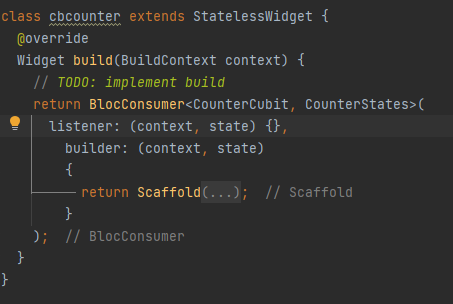 class cbcounter extends StatelessWidget {
  @override
  Widget build(BuildContext context) {
    // TODO: implement build
    return BlocConsumer<CounterCubit, CounterStates>(
      listener: (context, state) {},
        builder: (context, state)
        {
          return Scaffold(...);  // Scaffold
        }
    );  // BlocConsumer
  }
}